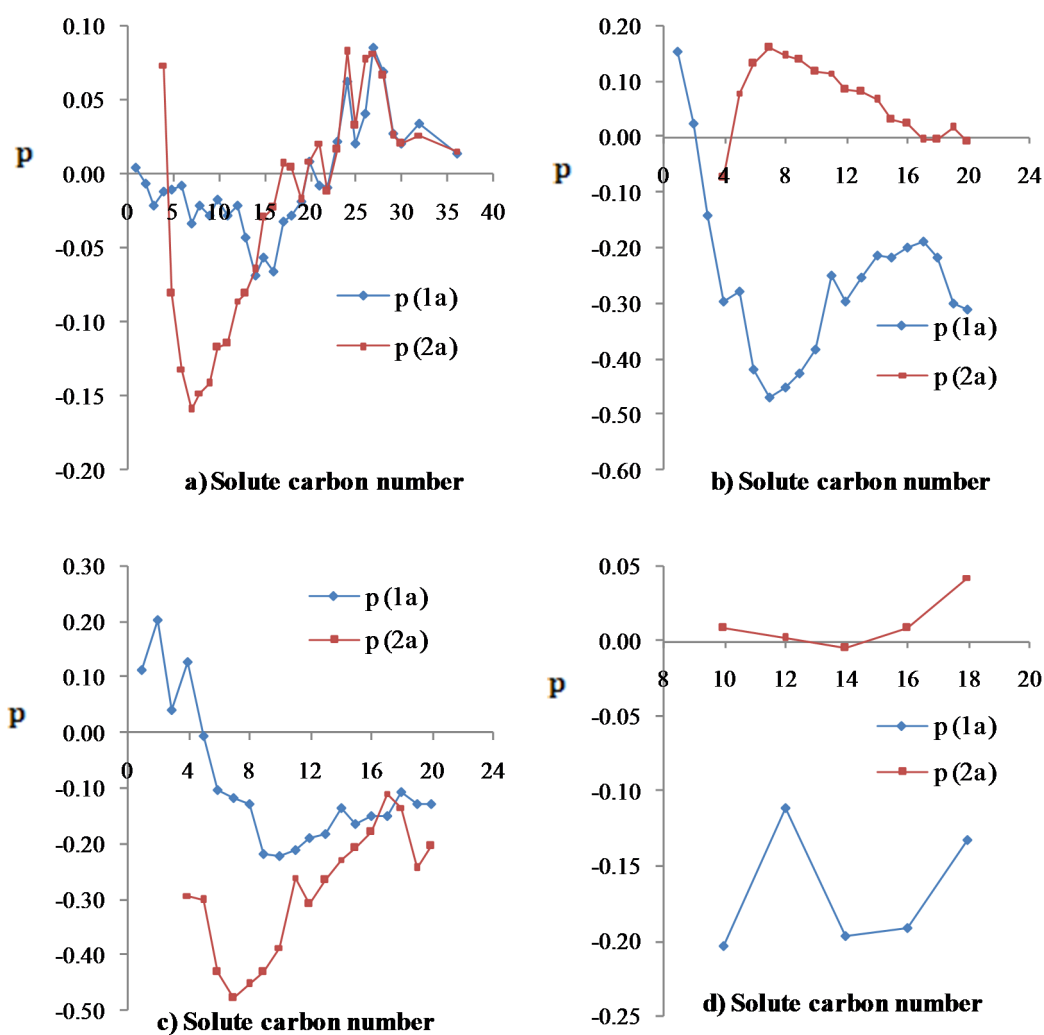 0.10
0.05
0.00
-0.05
-0.10
-0.15
-0.20
0 5 10 15 20 25 30 35 40
p
p (1a)
p (2a)
a) Solute carbon number
0.20
0.10
0.00
-0.10
-0.20
-0.30
-0.40
-0.50
-0.60
0 4 8 12 16 20 24
p
p (1a)
p (2a)
b) Solute carbon number
0.30
0.20
0.10
0.00
-0.10
-0.20
-0.30
-0.40
-0.50
0 4 8 12 16 20 24
p
p (1a)
p (2a)
c) Solute carbon number
0.05
0.00
-0.05
-0.10
-0.15
-0.20
-0.25
8 10 12 14 16 18 20
p
p (1a)
p (2a)
d) Solute carbon number